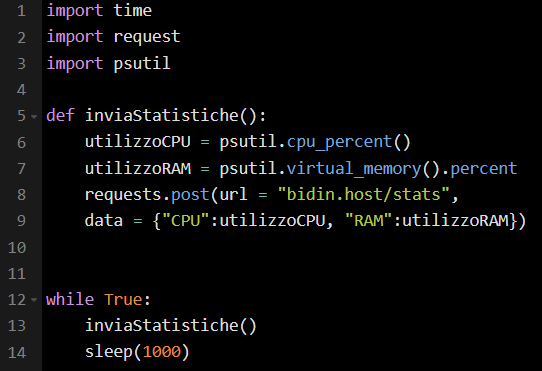 1 import time
2 import request
3 import psutil
4
5 def inviaStatistiche():
6     utilizzoCPU = psutil.cpu_percent()
7     utilizzoRAM = psutil.virtual_memory().percent
8     requests.post(url = "bidin.host/stats",
9     data = {"CPU":utilizzoCPU, "RAM":utilizzoRAM})
10
11
12 while True:
13     inviaStatistiche()
14     sleep(1000)